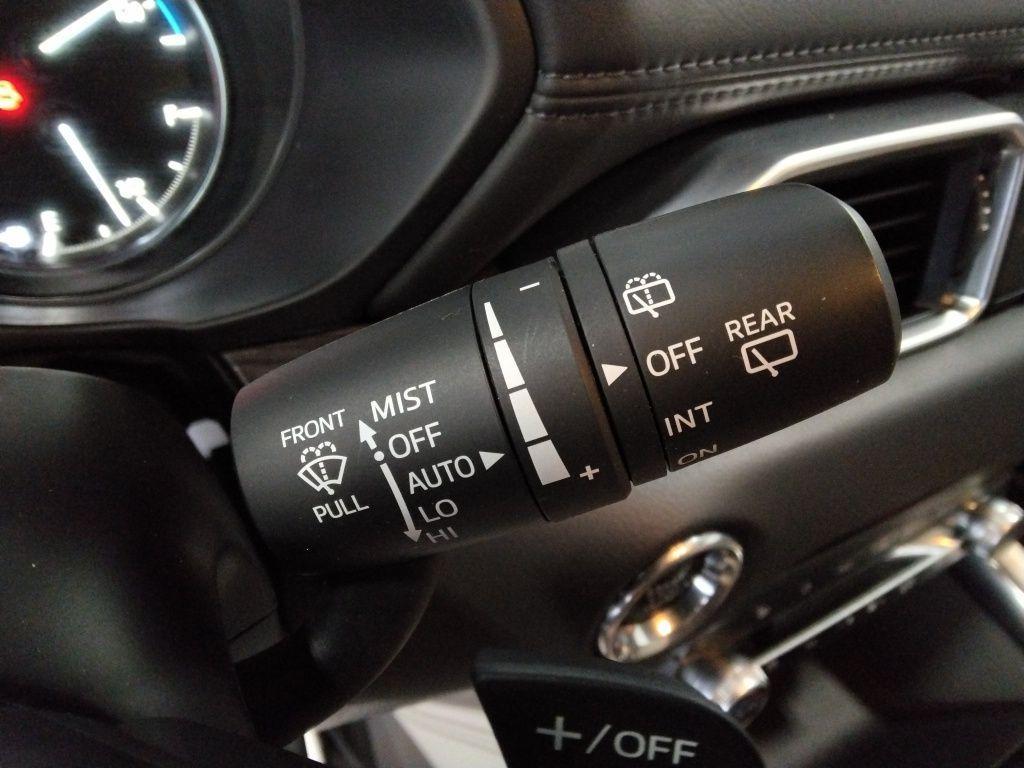 FRONT
PULL
MIST
OFF
AUTO
LO
HI
−
+
OFF
INT
ON
REAR
+/OFF